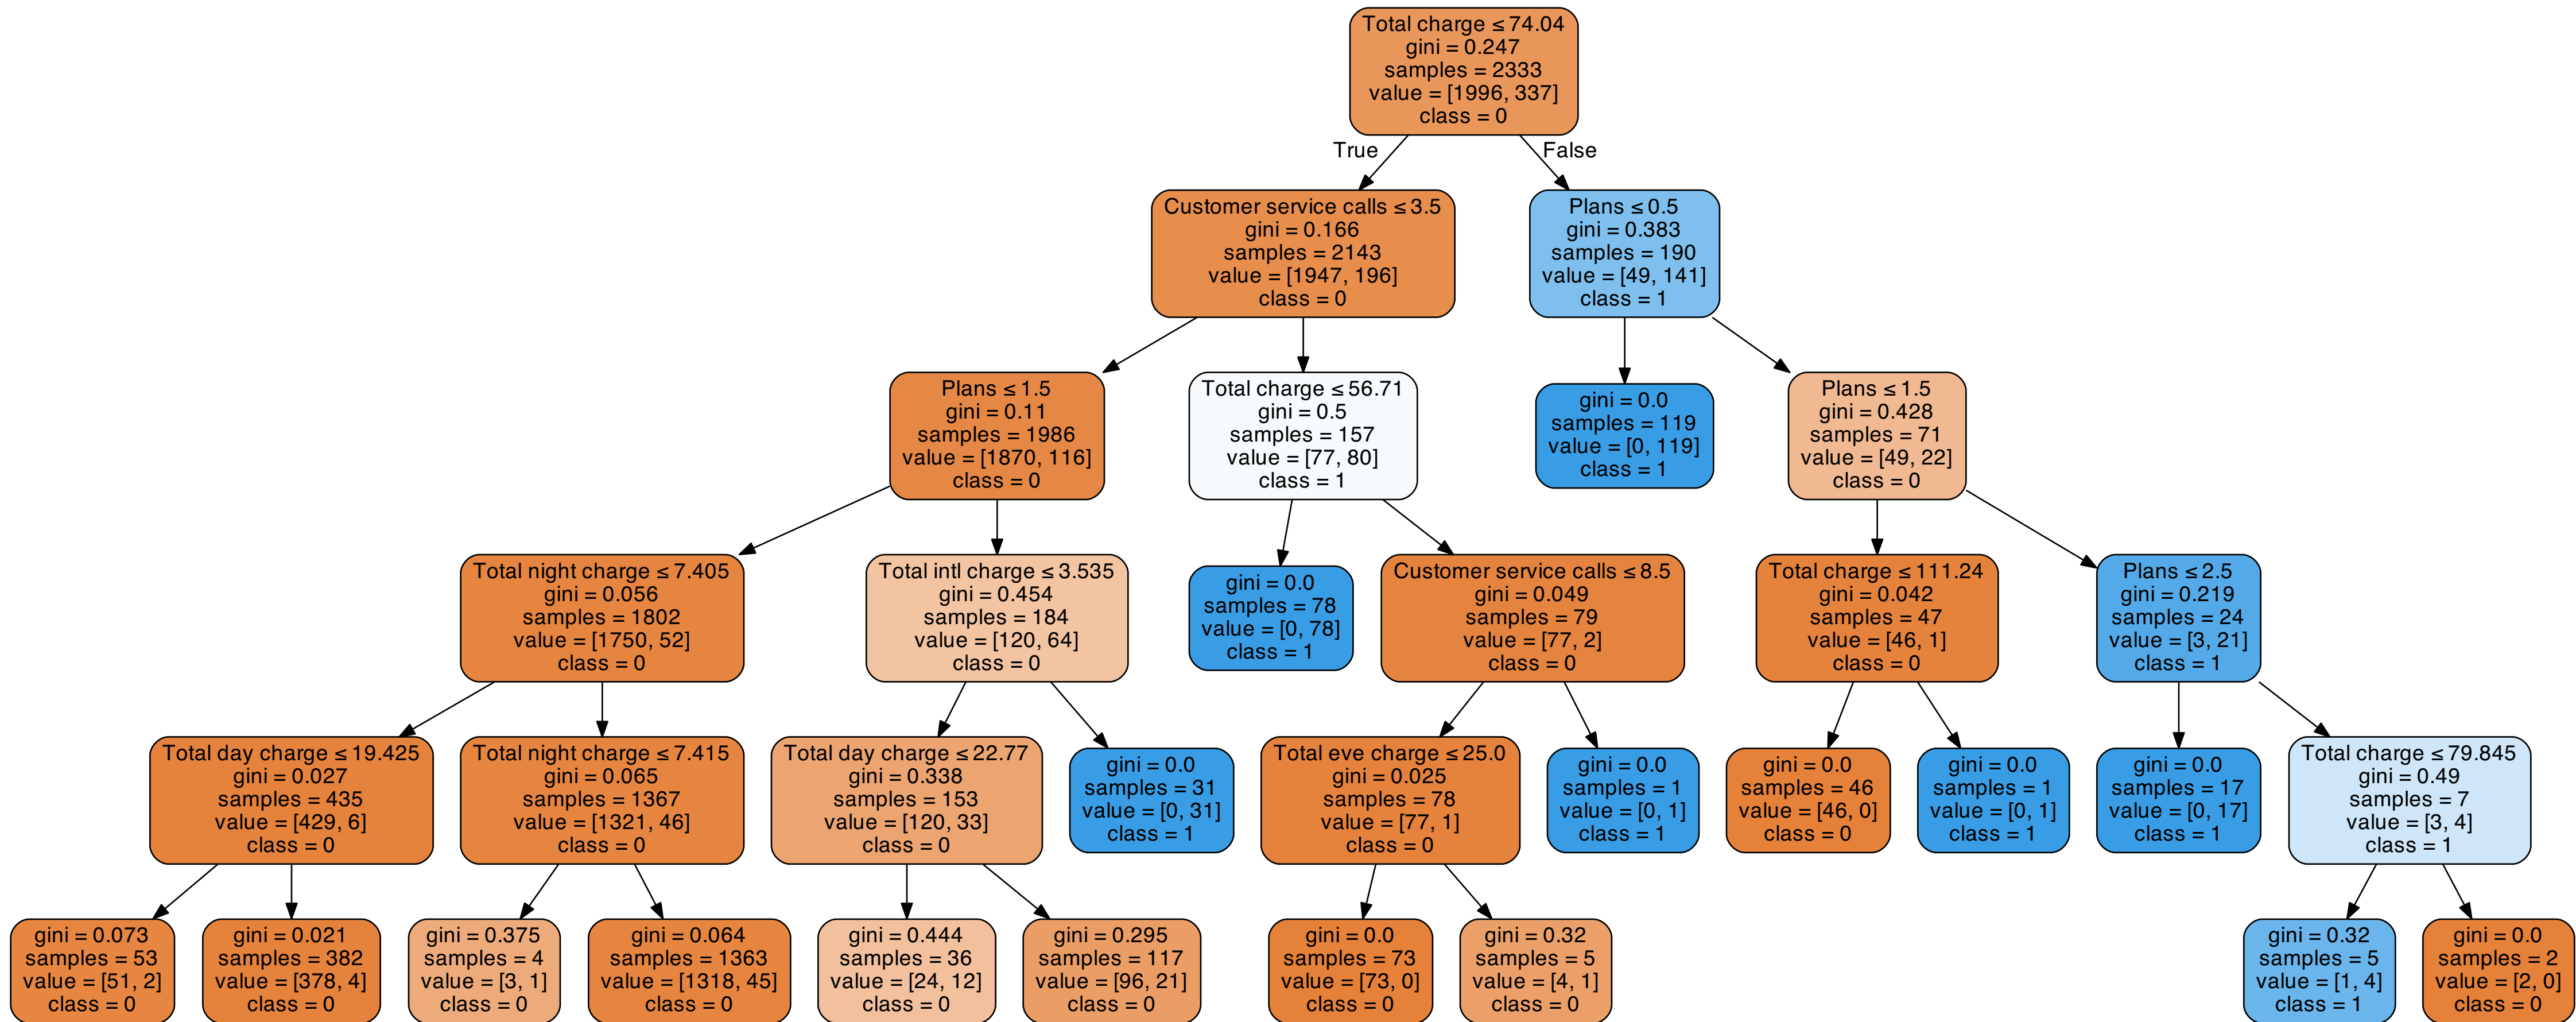 Total charge ≤ 74.04
gini = 0.247
samples = 2333
value = [1996, 337]
class = 0
True
False
Customer service calls ≤ 3.5
gini = 0.166
samples = 2143
value = [1947, 196]
class = 0
Plans ≤ 0.5
gini = 0.383
samples = 190
value = [49, 141]
class = 1
Plans ≤ 1.5
gini = 0.11
samples = 1986
value = [1870, 116]
class = 0
Total charge ≤ 56.71
gini = 0.5
samples = 157
value = [77, 80]
class = 1
gini = 0.0
samples = 119
value = [0, 119]
class = 1
Plans ≤ 1.5
gini = 0.428
samples = 71
value = [49, 22]
class = 0
Total night charge ≤ 7.405
gini = 0.056
samples = 1802
value = [1750, 52]
class = 0
Total intl charge ≤ 3.535
gini = 0.454
samples = 184
value = [120, 64]
class = 0
gini = 0.0
samples = 78
value = [0, 78]
class = 1
Customer service calls ≤ 8.5
gini = 0.049
samples = 79
value = [77, 2]
class = 0
Total charge ≤ 111.24
gini = 0.042
samples = 47
value = [46, 1]
class = 0
Plans ≤ 2.5
gini = 0.219
samples = 24
value = [3, 21]
class = 1
Total day charge ≤ 19.425
gini = 0.027
samples = 435
value = [429, 6]
class = 0
Total night charge ≤ 7.415
gini = 0.065
samples = 1367
value = [1321, 46]
class = 0
Total day charge ≤ 22.77
gini = 0.338
samples = 153
value = [120, 33]
class = 0
gini = 0.0
samples = 31
value = [0, 31]
class = 1
Total eve charge ≤ 25.0
gini = 0.025
samples = 78
value = [77, 1]
class = 0
gini = 0.0
samples = 1
value = [0, 1]
class = 1
gini = 0.0
samples = 46
value = [46, 0]
class = 0
gini = 0.0
samples = 1
value = [0, 1]
class = 1
gini = 0.0
samples = 17
value = [0, 17]
class = 1
Total charge ≤ 79.845
gini = 0.49
samples = 7
value = [3, 4]
class = 1
gini = 0.073
samples = 53
value = [51, 2]
class = 0
gini = 0.021
samples = 382
value = [378, 4]
class = 0
gini = 0.375
samples = 4
value = [3, 1]
class = 0
gini = 0.064
samples = 1363
value = [1318, 45]
class = 0
gini = 0.444
samples = 36
value = [24, 12]
class = 0
gini = 0.295
samples = 117
value = [96, 21]
class = 0
gini = 0.0
samples = 73
value = [73, 0]
class = 0
gini = 0.32
samples = 5
value = [4, 1]
class = 0
gini = 0.32
samples = 5
value = [1, 4]
class = 1
gini = 0.0
samples = 2
value = [2, 0]
class = 0